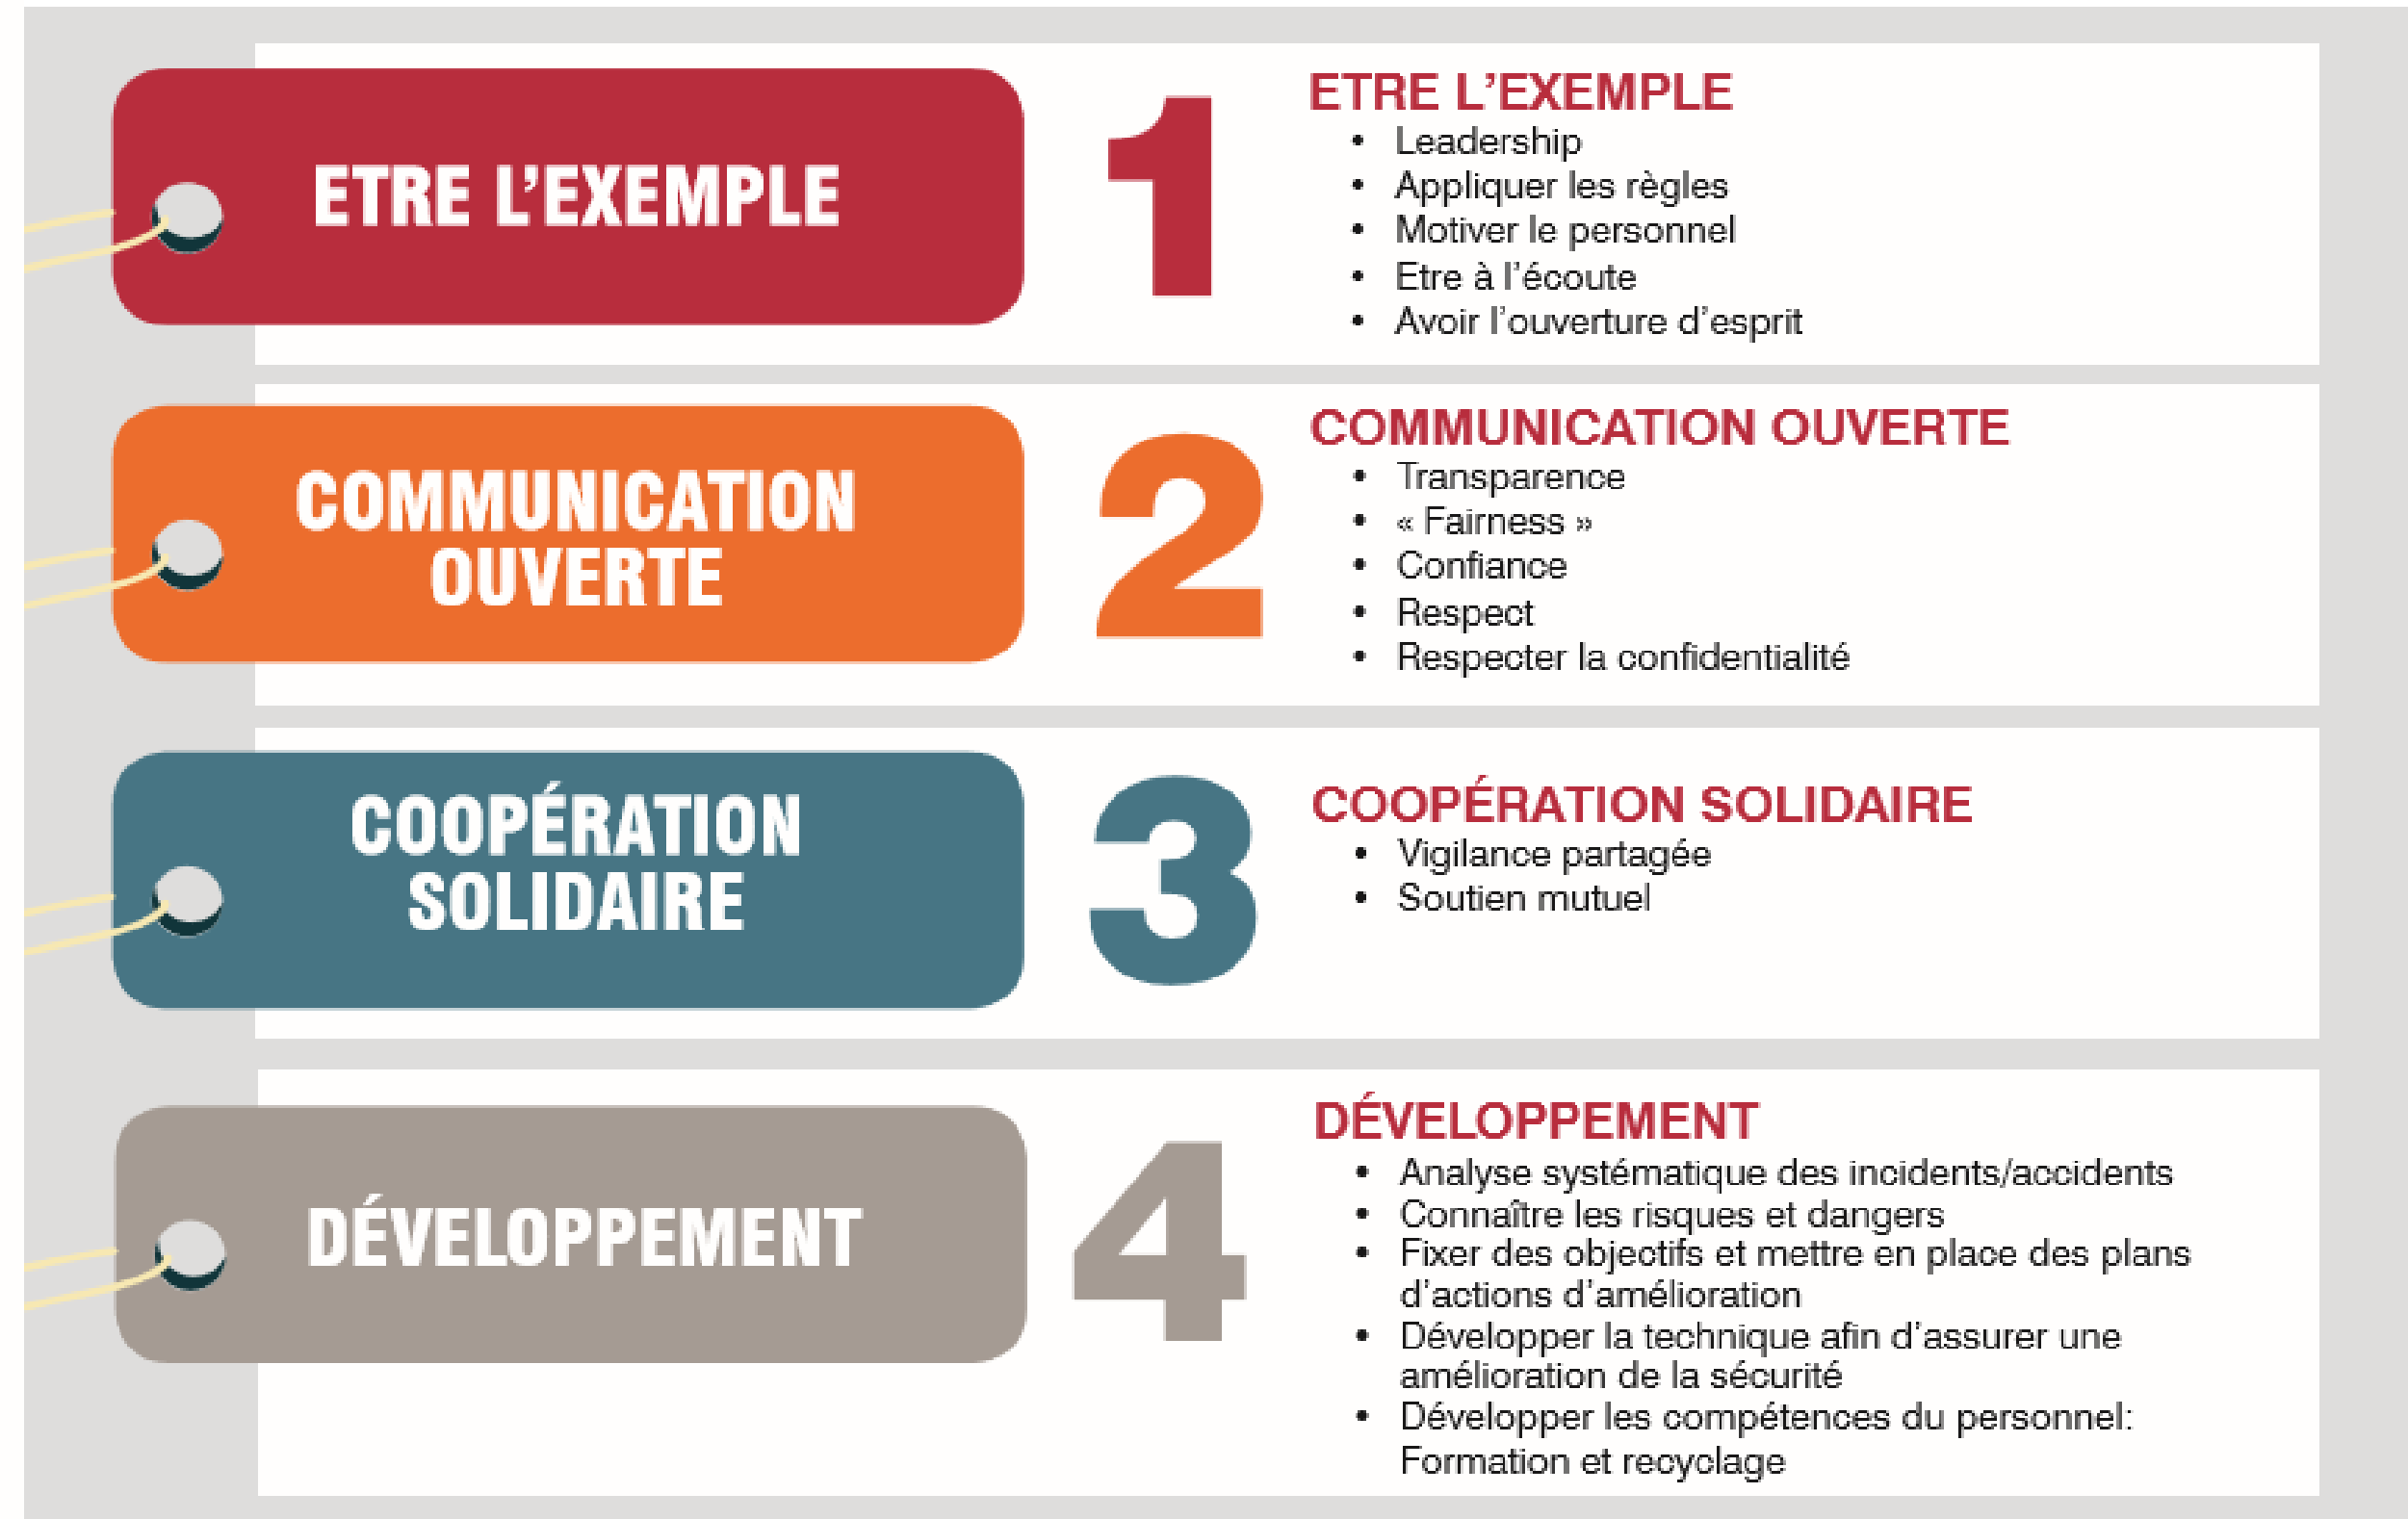 ETRE L’EXEMPLE
1
ETRE L’EXEMPLE
• Leadership
• Appliquer les règles
• Motiver le personnel
• Etre à l’écoute
• Avoir l’ouverture d’esprit
COMMUNICATION
OUVERTE
2
COMMUNICATION OUVERTE
• Transparence
• « Fairness »
• Confiance
• Respect
• Respecter la confidentialité
COOPÉRATION
SOLIDAIRE
3
COOPÉRATION SOLIDAIRE
• Vigilance partagée
• Soutien mutuel
DÉVELOPPEMENT
4
DÉVELOPPEMENT
• Analyse systématique des incidents/accidents
• Connaître les risques et dangers
• Fixer des objectifs et mettre en place des plans
d’actions d’amélioration
• Développer la technique afin d’assurer une
amélioration de la sécurité
• Développer les compétences du personnel:
Formation et recyclage